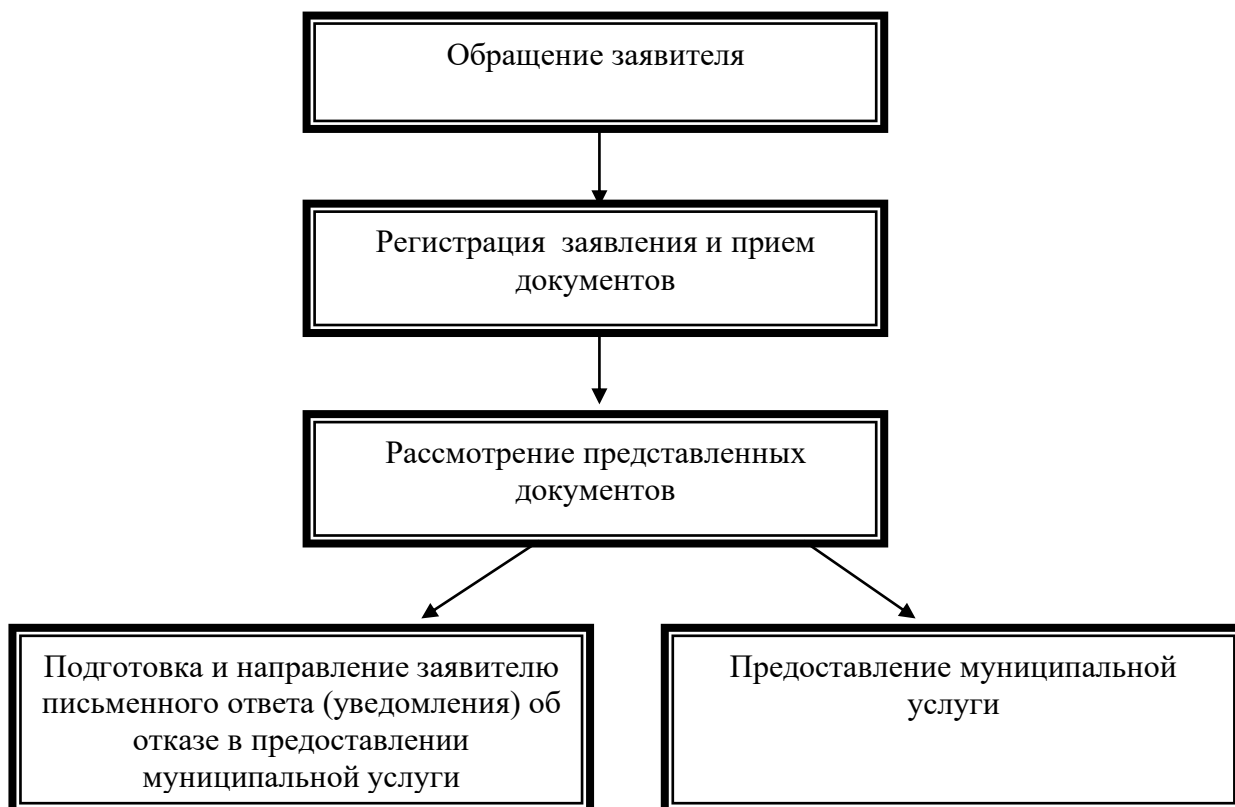 Обращение заявителя
Регистрация  заявления и прием
документов
Рассмотрение представленных
документов
Подготовка и направление заявителю
письменного ответа (уведомления) об
отказе в предоставлении
муниципальной услуги
Предоставление муниципальной
услуги